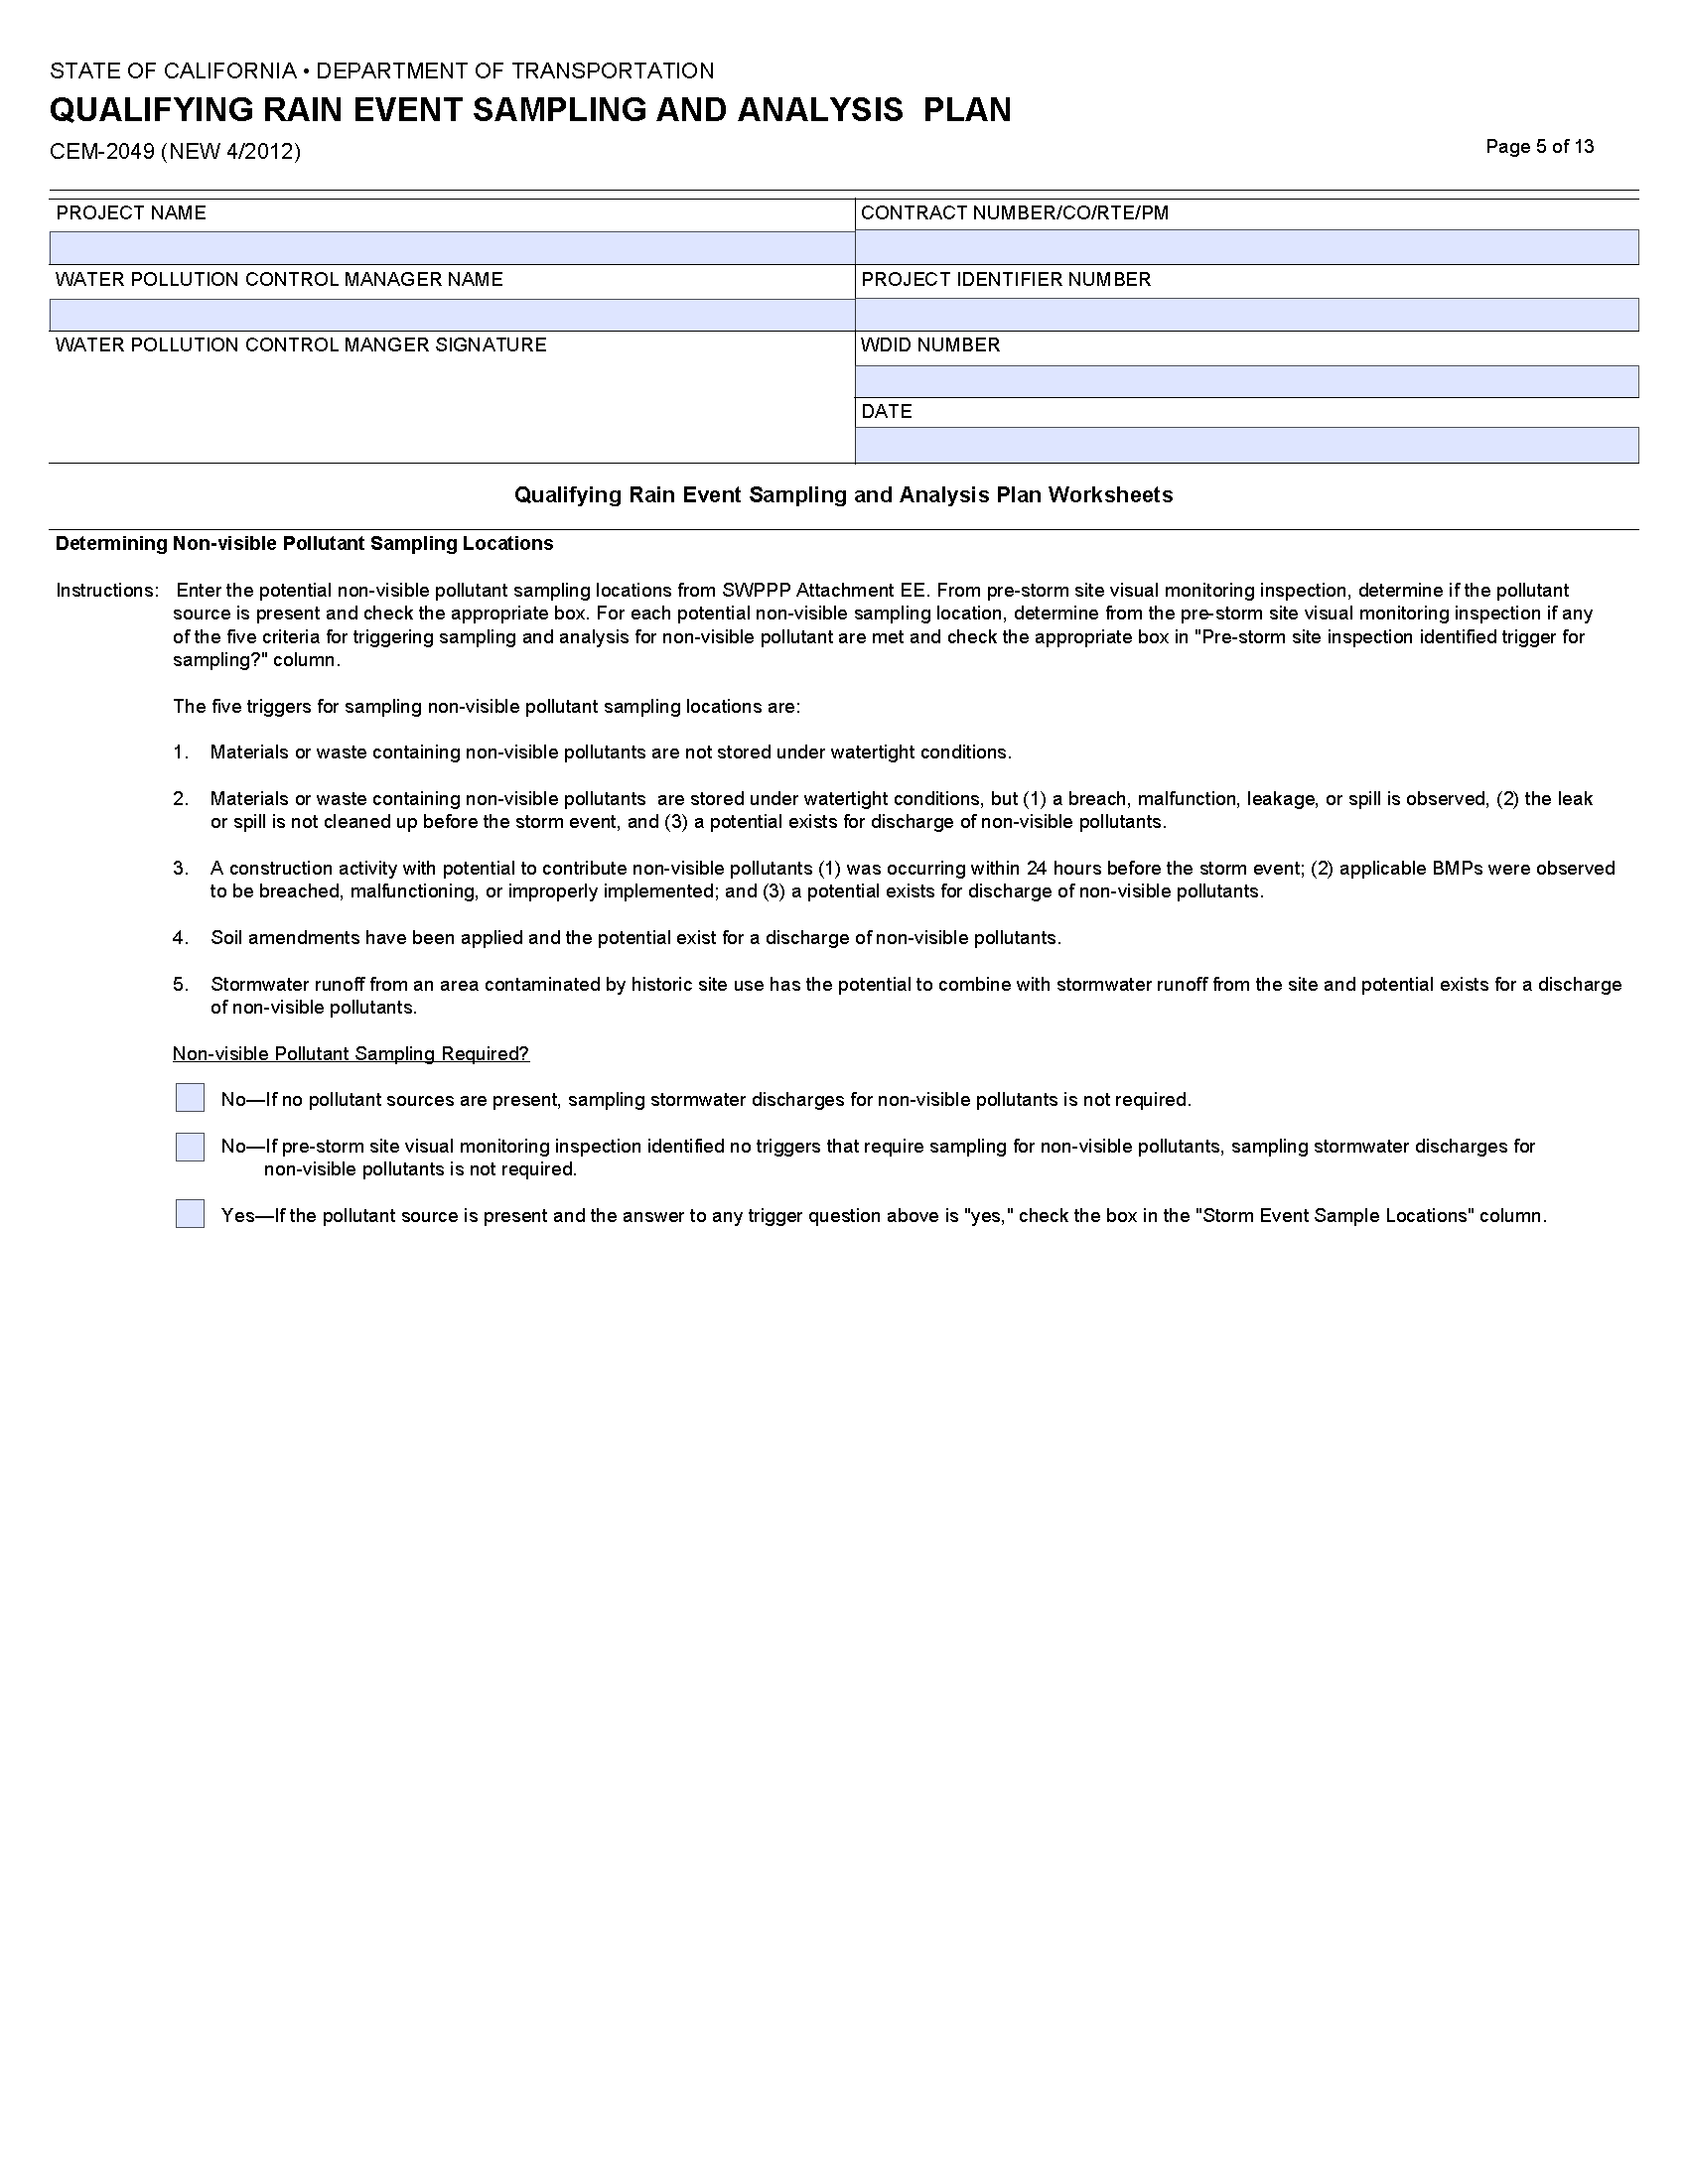 STATE OF CALIFORNIA • DEPARTMENT OF TRANSPORTATION
QUALIFYING RAIN EVENT SAMPLING AND ANALYSIS  PLAN
CEM-2049 (NEW 4/2012)
Page 5 of 13
PROJECT NAME
CONTRACT NUMBER/CO/RTE/PM
WATER POLLUTION CONTROL MANAGER NAME
PROJECT IDENTIFIER NUMBER
WATER POLLUTION CONTROL MANGER SIGNATURE
WDID NUMBER
DATE
Qualifying Rain Event Sampling and Analysis Plan Worksheets
Determining Non-visible Pollutant Sampling Locations
Instructions: Enter the potential non-visible pollutant sampling locations from SWPPP Attachment EE. From pre-storm site visual monitoring inspection, determine if the pollutant
source is present and check the appropriate box. For each potential non-visible sampling location, determine from the pre-storm site visual monitoring inspection if any
of the five criteria for triggering sampling and analysis for non-visible pollutant are met and check the appropriate box in "Pre-storm site inspection identified trigger for
sampling?" column.
The five triggers for sampling non-visible pollutant sampling locations are:
1. Materials or waste containing non-visible pollutants are not stored under watertight conditions.
2. Materials or waste containing non-visible pollutants  are stored under watertight conditions, but (1) a breach, malfunction, leakage, or spill is observed, (2) the leak
or spill is not cleaned up before the storm event, and (3) a potential exists for discharge of non-visible pollutants.
3. A construction activity with potential to contribute non-visible pollutants (1) was occurring within 24 hours before the storm event; (2) applicable BMPs were observed
to be breached, malfunctioning, or improperly implemented; and (3) a potential exists for discharge of non-visible pollutants.
4. Soil amendments have been applied and the potential exist for a discharge of non-visible pollutants.
5. Stormwater runoff from an area contaminated by historic site use has the potential to combine with stormwater runoff from the site and potential exists for a discharge
of non-visible pollutants.
Non-visible Pollutant Sampling Required?
No—If no pollutant sources are present, sampling stormwater discharges for non-visible pollutants is not required.
No—If pre-storm site visual monitoring inspection identified no triggers that require sampling for non-visible pollutants, sampling stormwater discharges for
non-visible pollutants is not required.
Yes—If the pollutant source is present and the answer to any trigger question above is "yes," check the box in the "Storm Event Sample Locations" column.